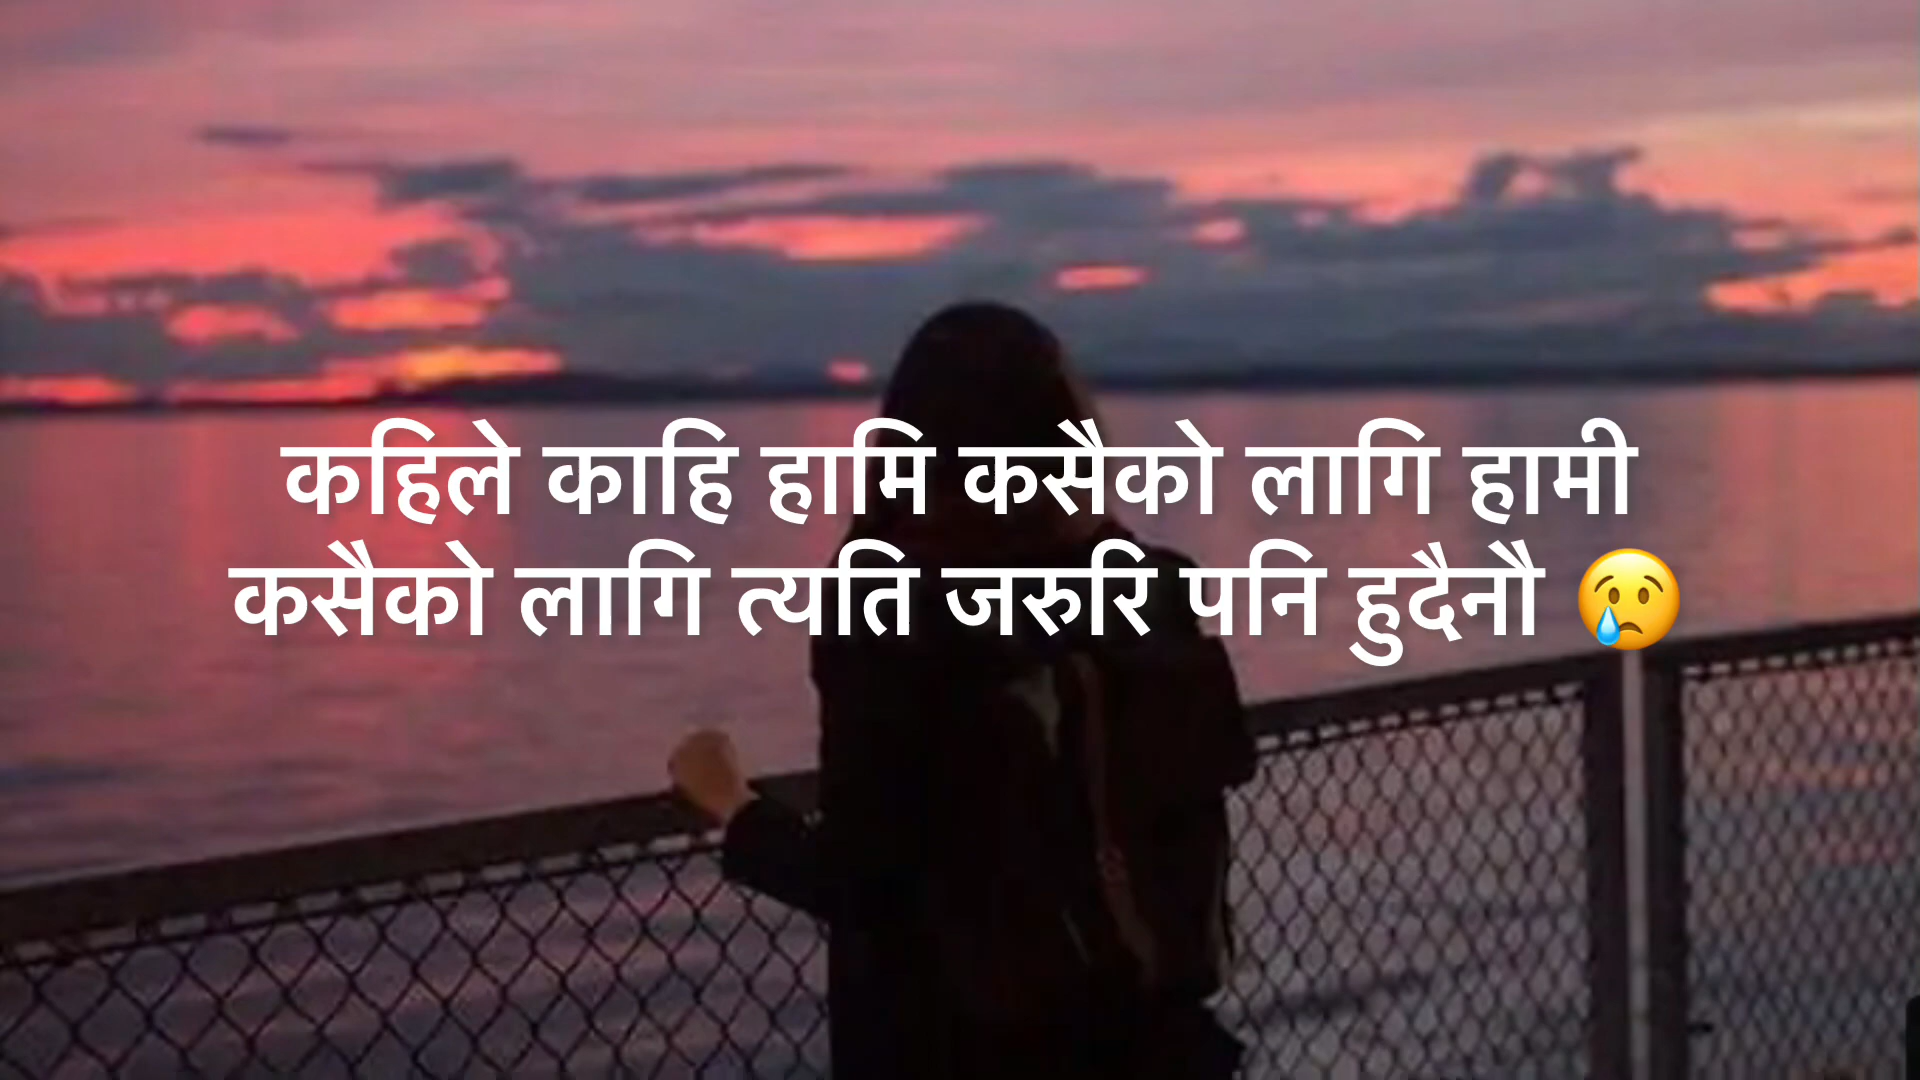 कहिले काहि हामि कसैको लागि हामी
कसैको लागि त्यति जरुरि पनि हुदैनौ 😢